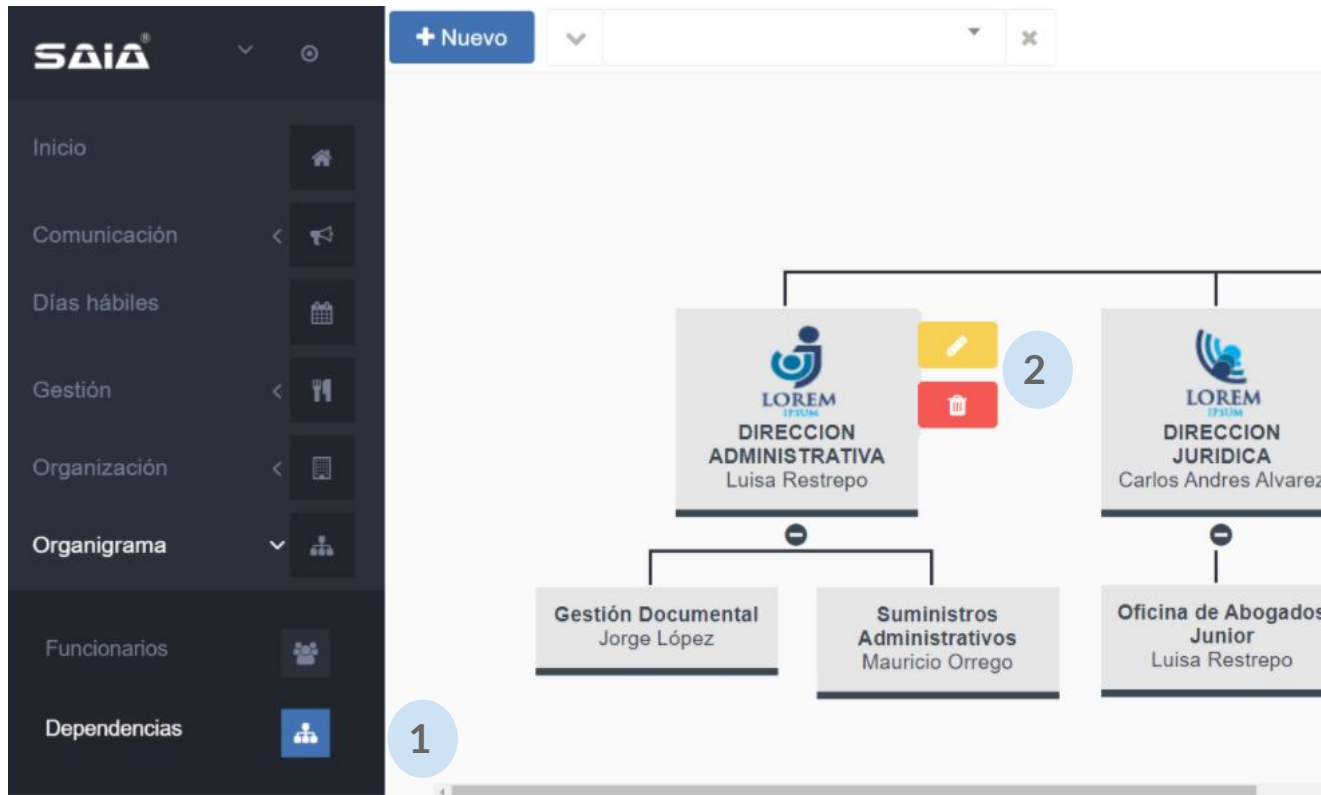 SAIA®
+ Nuevo
Inicio
Comunicación
Días hábiles
Gestión
Organización
Organigrama
Funcionarios
Dependencias
1
LOREM
IPSUM
DIRECCION
ADMINISTRATIVA
Luisa Restrepo
2
LOREM
IPSUM
DIRECCION
JURIDICA
Carlos Andres Alvarez
Gestión Documental
Jorge López
Suministros
Administrativos
Mauricio Orrego
Oficina de Abogados
Junior
Luisa Restrepo